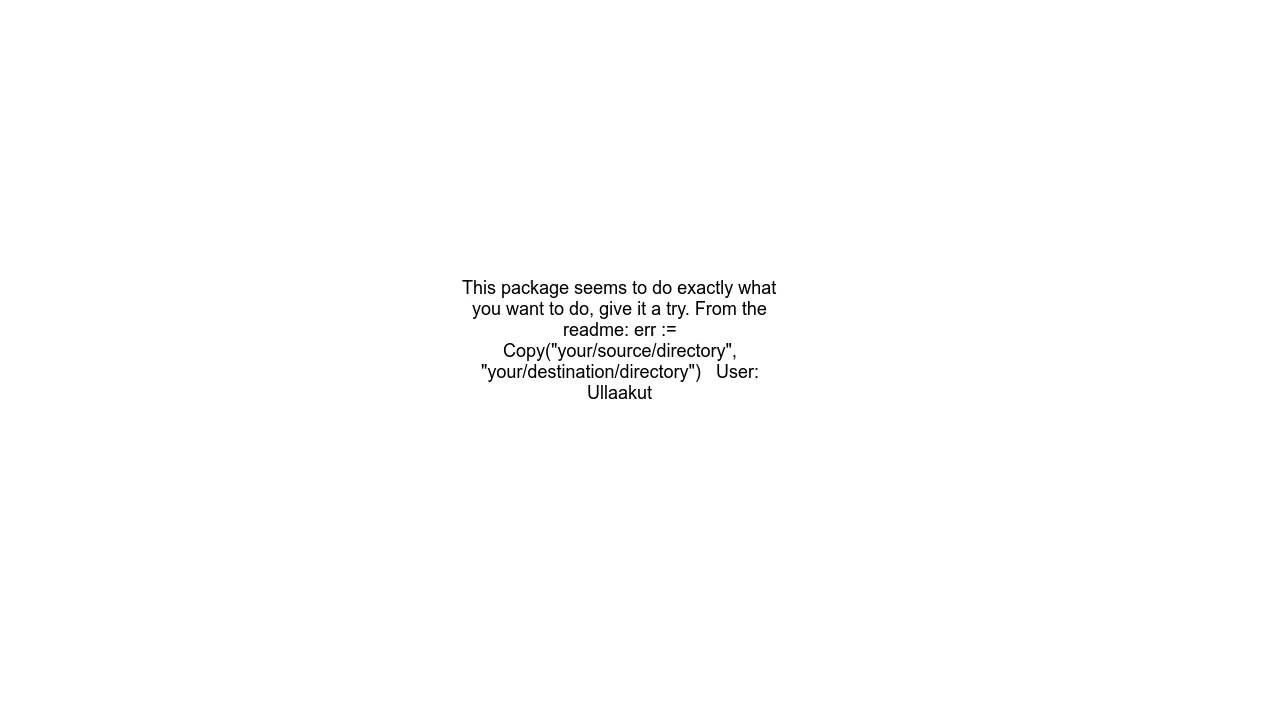 This package seems to do exactly what
you want to do, give it a try. From the
readme: err :=
Copy("your/source/directory",
"your/destination/directory")   User:
Ullaakut